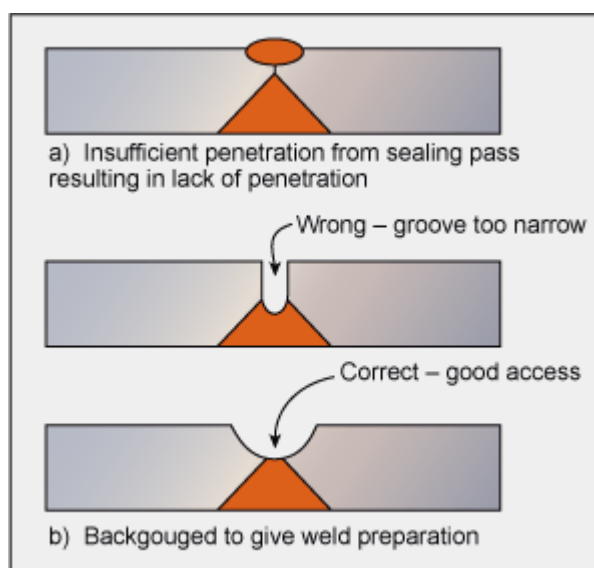 a) Insufficient penetration from sealing pass
resulting in lack of penetration
Wrong – groove too narrow
Correct – good access
b) Backgouged to give weld preparation